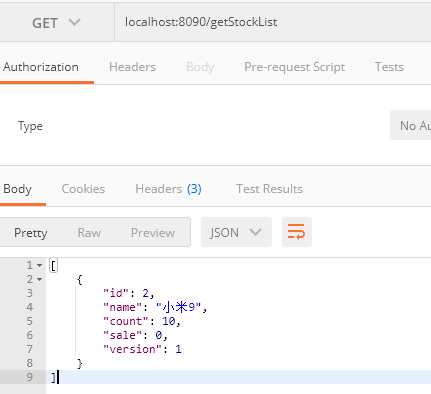 GET localhost:8090/getStockList
Authorization Headers Body Pre-request Script Tests
Type No Au
Body Cookies Headers (3) Test Results
Pretty Raw Preview JSON
1 [
2 {
3 "id": 2,
4 "name": "小米9",
5 "count": 10,
6 "sale": 0,
7 "version": 1
8 }
9 ]